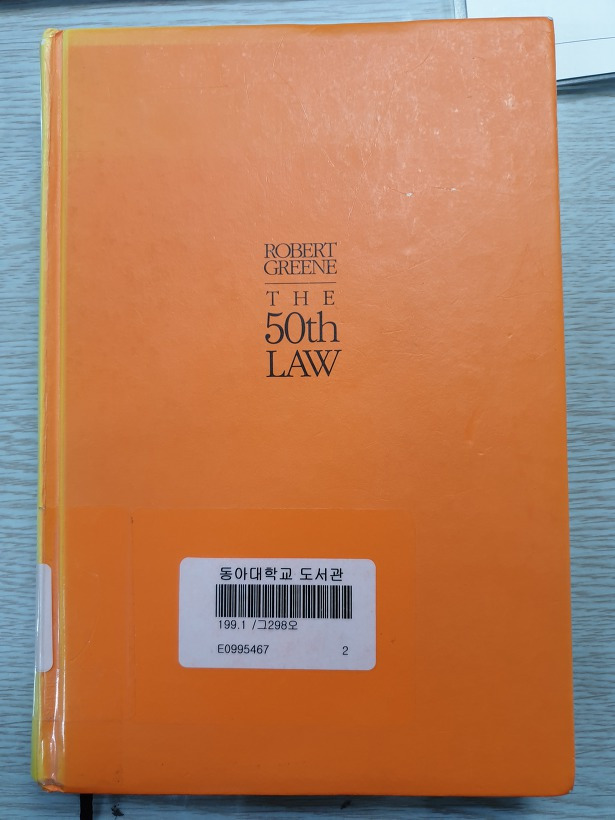 ROBERT
GREENE
THE
50th
LAW
동아대학교 도서관
199.1 /그298오
E0995467 2